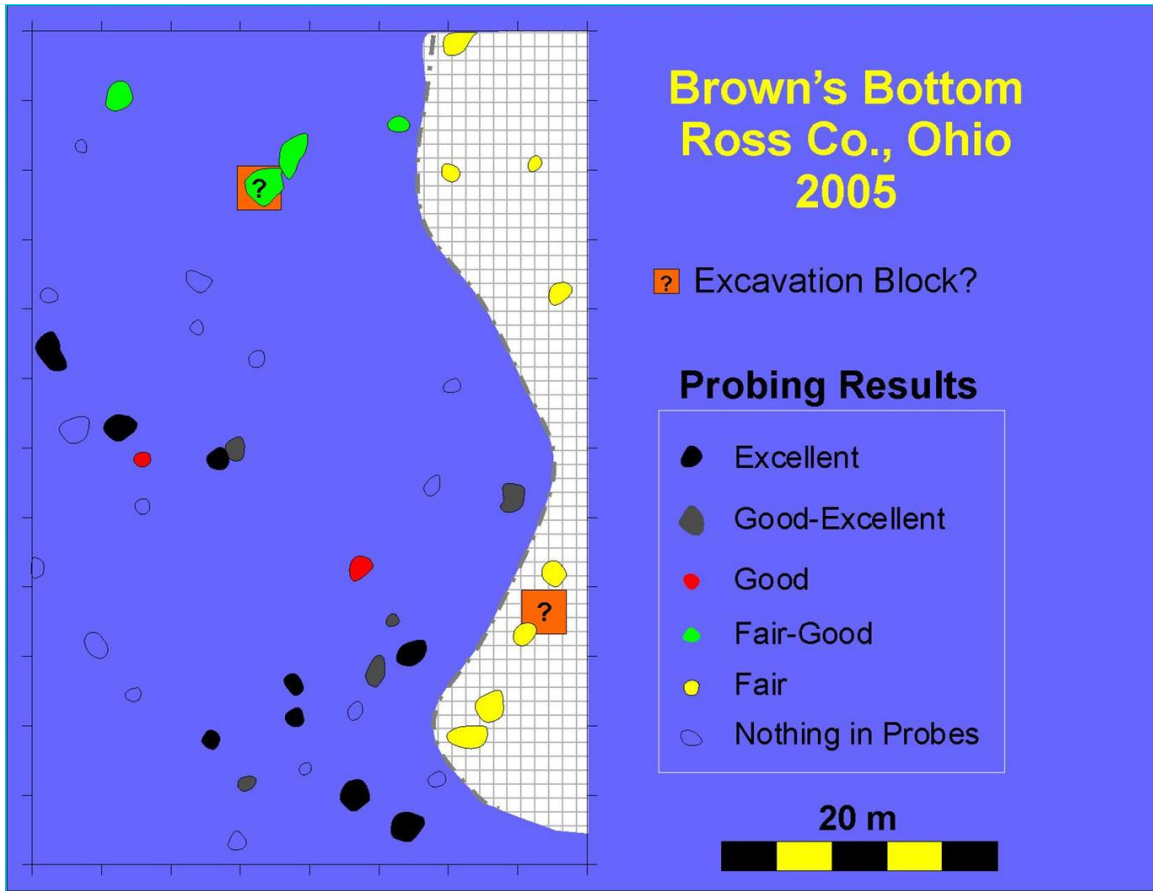 Brown's Bottom
Ross Co., Ohio
2005
? Excavation Block?
Probing Results
Excellent
Good-Excellent
Good
Fair-Good
Fair
Nothing in Probes
20 m
?
?